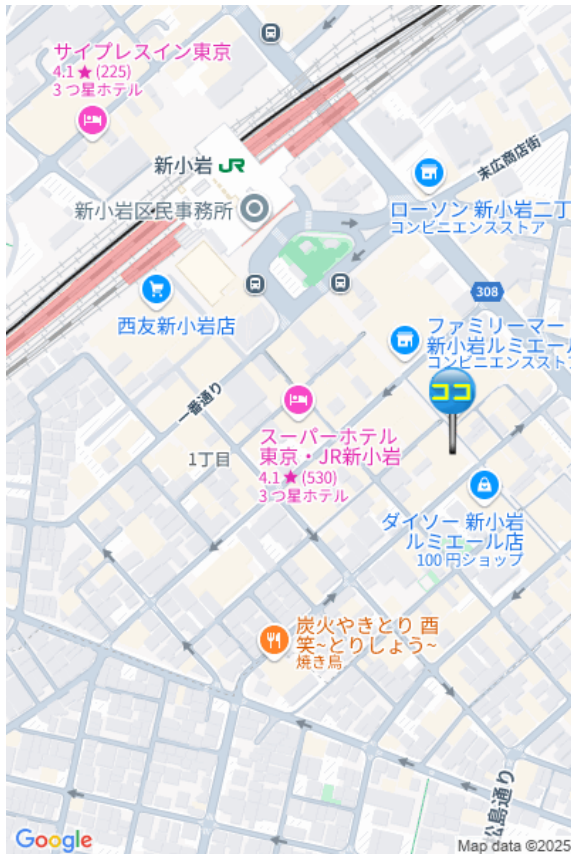 サイプレスイン東京
4.1★(225)
3 つ星ホテル
新小岩 JR
末広商店街
新小岩区民事務所
ローソン 新小岩二丁
コンビニエンスストア
308
西友新小岩店
ファミリーマー
新小岩ルミエール
コンビニエンススト
ココ
一番通り
スーパーホテル
東京・JR新小岩
4.1★(530)
3 つ星ホテル
1丁目
ダイソー 新小岩
ルミエール店
100 円ショップ
炭火やきとり 酉
笑~とりしょう~
焼き鳥
松島通り
Google
Map data ©2025